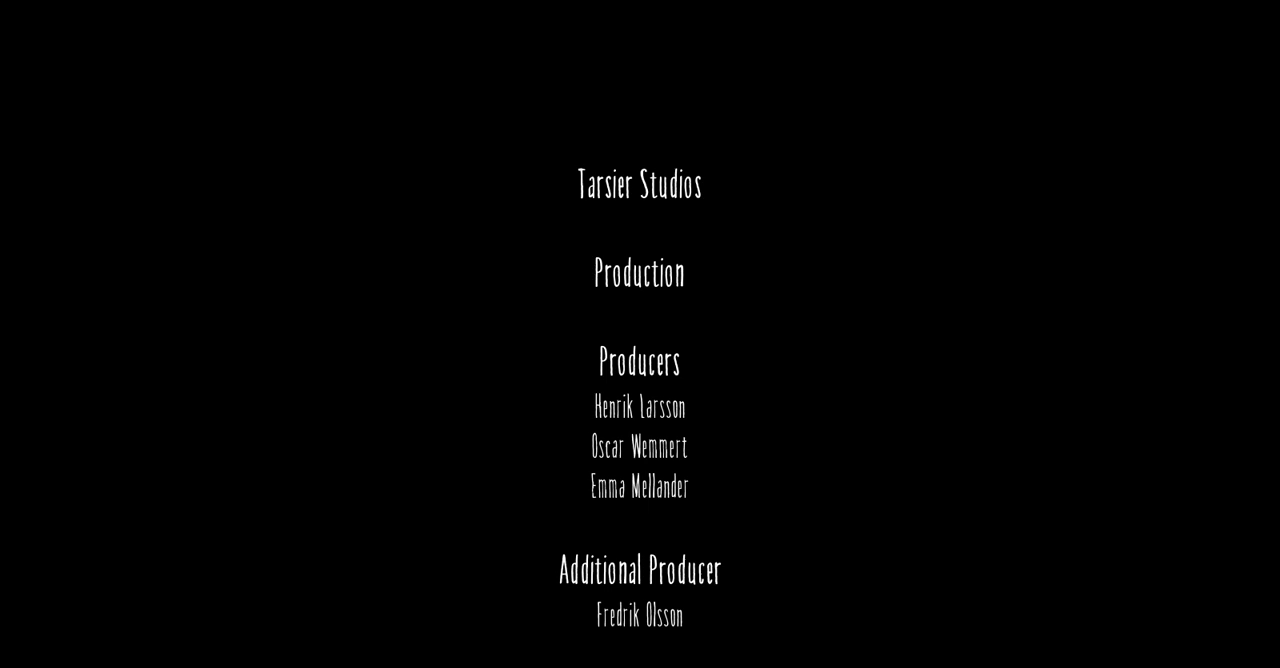 Tarsier Studios
Production
Producers
Henrik Larsson
Oscar Wemmert
Emma Mellander
Additional Producer
Fredrik Olsson